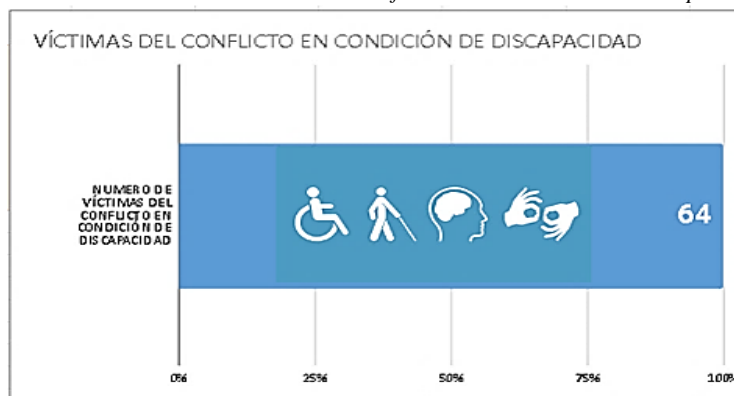 VÍCTIMAS DEL CONFLICTO EN CONDICIÓN DE DISCAPACIDAD
NUMERO DE
VÍCTIMAS DEL
CONFLICTO EN
CONDICIÓN DE
DISCAPACIDAD
64
0%
25%
50%
75%
100%